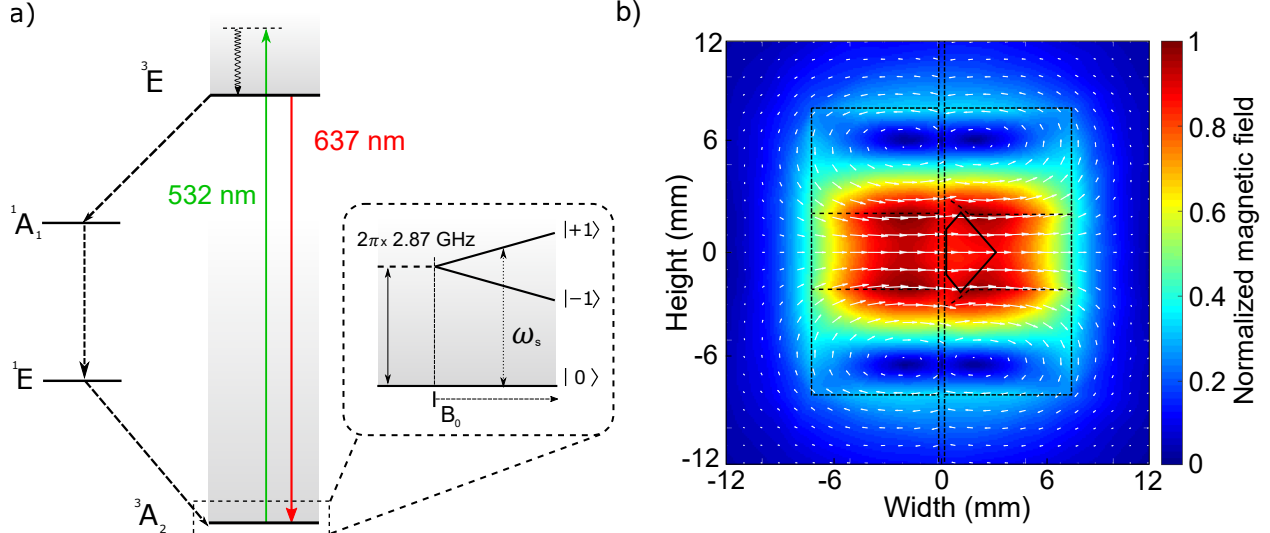 a)
³E
637 nm
532 nm
¹A₁
2π x 2.87 GHz
|+1⟩
|−1⟩
ωₛ
|0⟩
B₀
¹E
³A₂
b)
12
6
0
-6
-12
Height (mm)
-12
-6
0
6
12
Width (mm)
1
0.8
0.6
0.4
0.2
0
Normalized magnetic field